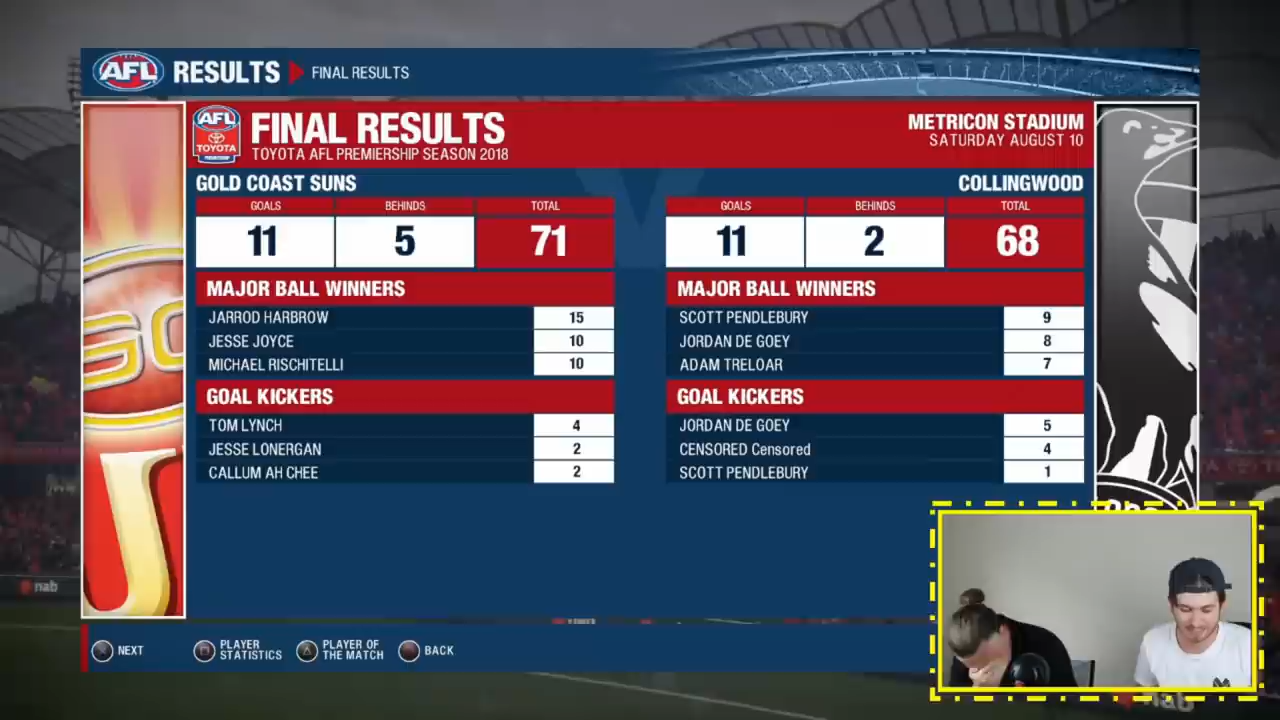 AFL RESULTS FINAL RESULTS
AFL TOYOTA PREMIERSHIP
FINAL RESULTS
TOYOTA AFL PREMIERSHIP SEASON 2018
METRICON STADIUM
SATURDAY AUGUST 10
GOLD COAST SUNS
GOALS BEHINDS TOTAL
11 5 71
MAJOR BALL WINNERS
JARROD HARBROW 15
JESSE JOYCE 10
MICHAEL RISCHITELLI 10
GOAL KICKERS
TOM LYNCH 4
JESSE LONERGAN 2
CALLUM AH CHEE 2
COLLINGWOOD
GOALS BEHINDS TOTAL
11 2 68
MAJOR BALL WINNERS
SCOTT PENDLEBURY 9
JORDAN DE GOEY 8
ADAM TRELOAR 7
GOAL KICKERS
JORDAN DE GOEY 5
CENSORED Censored 4
SCOTT PENDLEBURY 1
nab
NEXT
PLAYER STATISTICS
PLAYER OF THE MATCH
BACK
nab